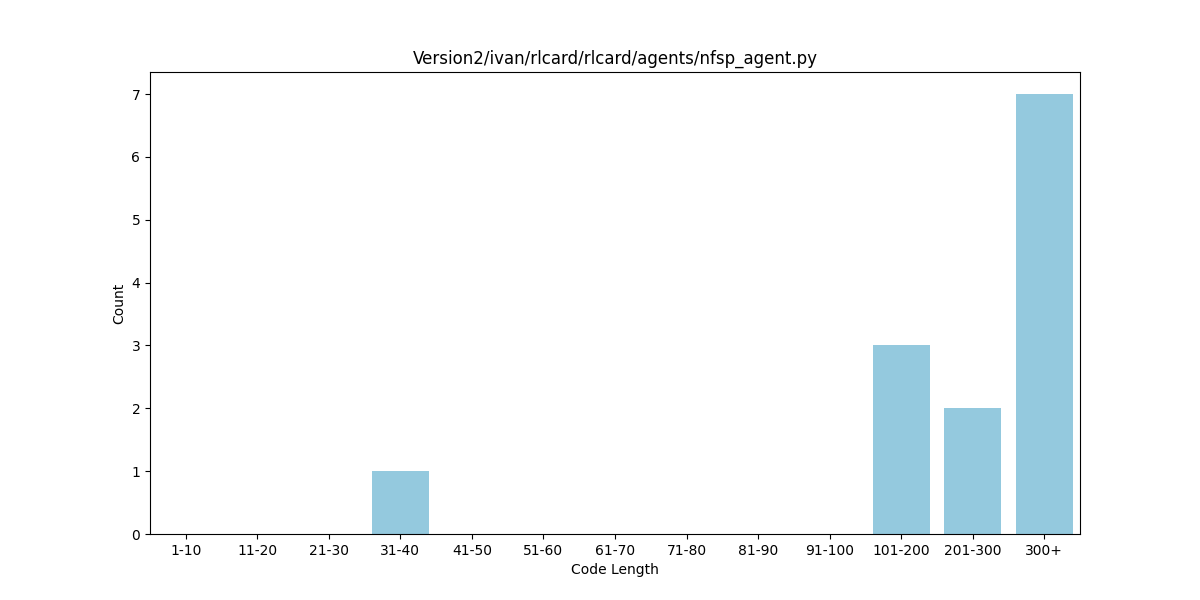 Version2/ivan/rlcard/rlcard/agents/nfsp_agent.py
7
6
5
4
3
2
1
0
Count
1-10 11-20 21-30 31-40 41-50 51-60 61-70 71-80 81-90 91-100 101-200 201-300 300+
Code Length